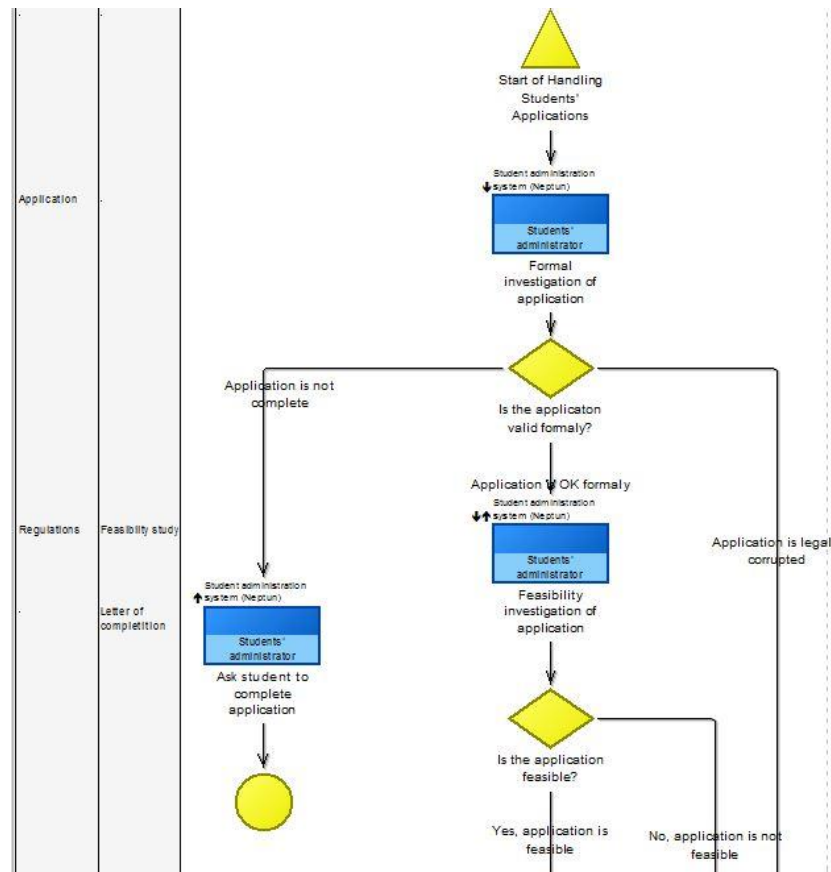 Start of Handling
Students'
Applications
Student administration
system (Neptun)
Application
Students'
administrator
Formal
investigation of
application
Application is not
complete
Is the applicaton
valid formaly?
Application is OK formaly
Student administration
system (Neptun)
Regulations
Feasibility study
Application is legal
corrupted
Students'
administrator
Feasibility
investigation of
application
Student administration
system (Neptun)
Letter of
completition
Students'
administrator
Ask student to
complete
application
Is the application
feasible?
Yes, application is
feasible
No, application is not
feasible